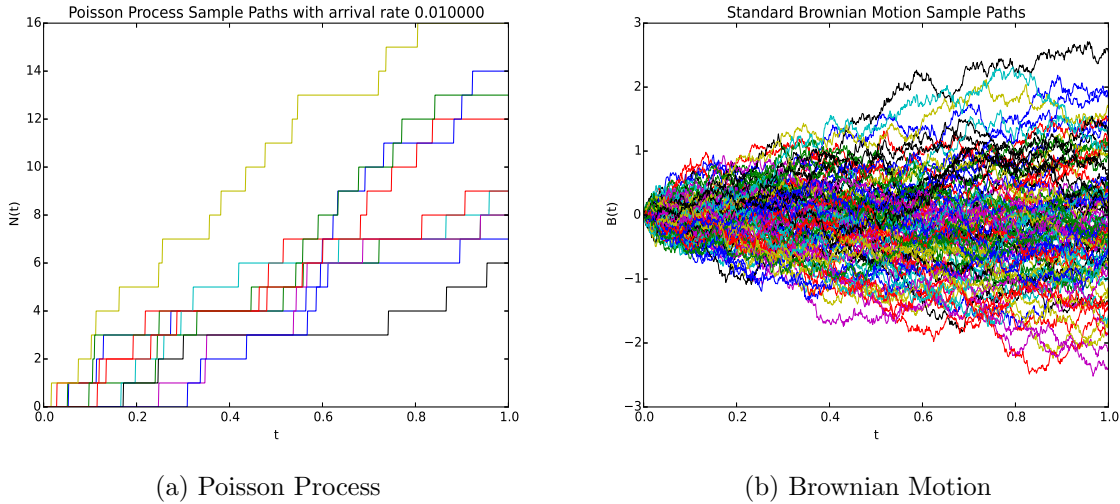 Poisson Process Sample Paths with arrival rate 0.010000
16
14
12
10
8
6
4
2
0
N(t)
0.0 0.2 0.4 0.6 0.8 1.0
t
(a) Poisson Process
Standard Brownian Motion Sample Paths
3
2
1
0
−1
−2
−3
B(t)
0.0 0.2 0.4 0.6 0.8 1.0
t
(b) Brownian Motion